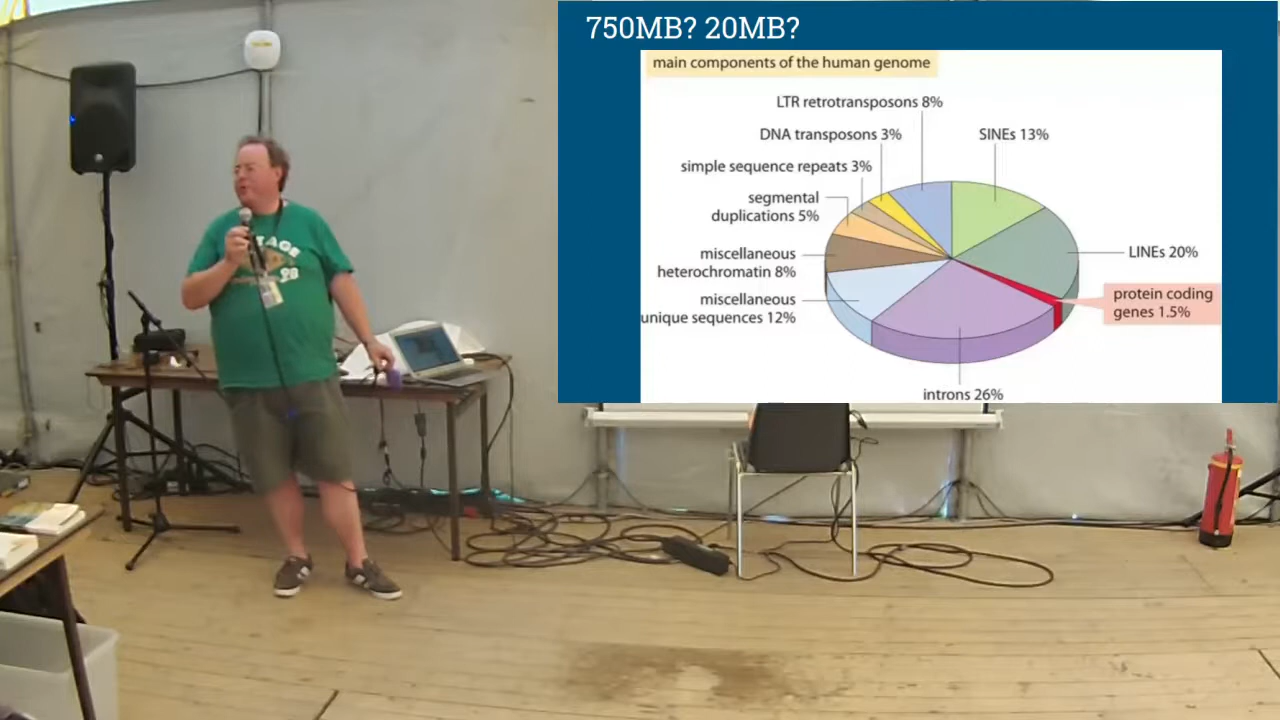 750MB? 20MB?
main components of the human genome
LTR retrotransposons 8%
DNA transposons 3%
SINEs 13%
simple sequence repeats 3%
segmental
duplications 5%
LINEs 20%
miscellaneous
heterochromatin 8%
protein coding
genes 1.5%
miscellaneous
unique sequences 12%
introns 26%
98